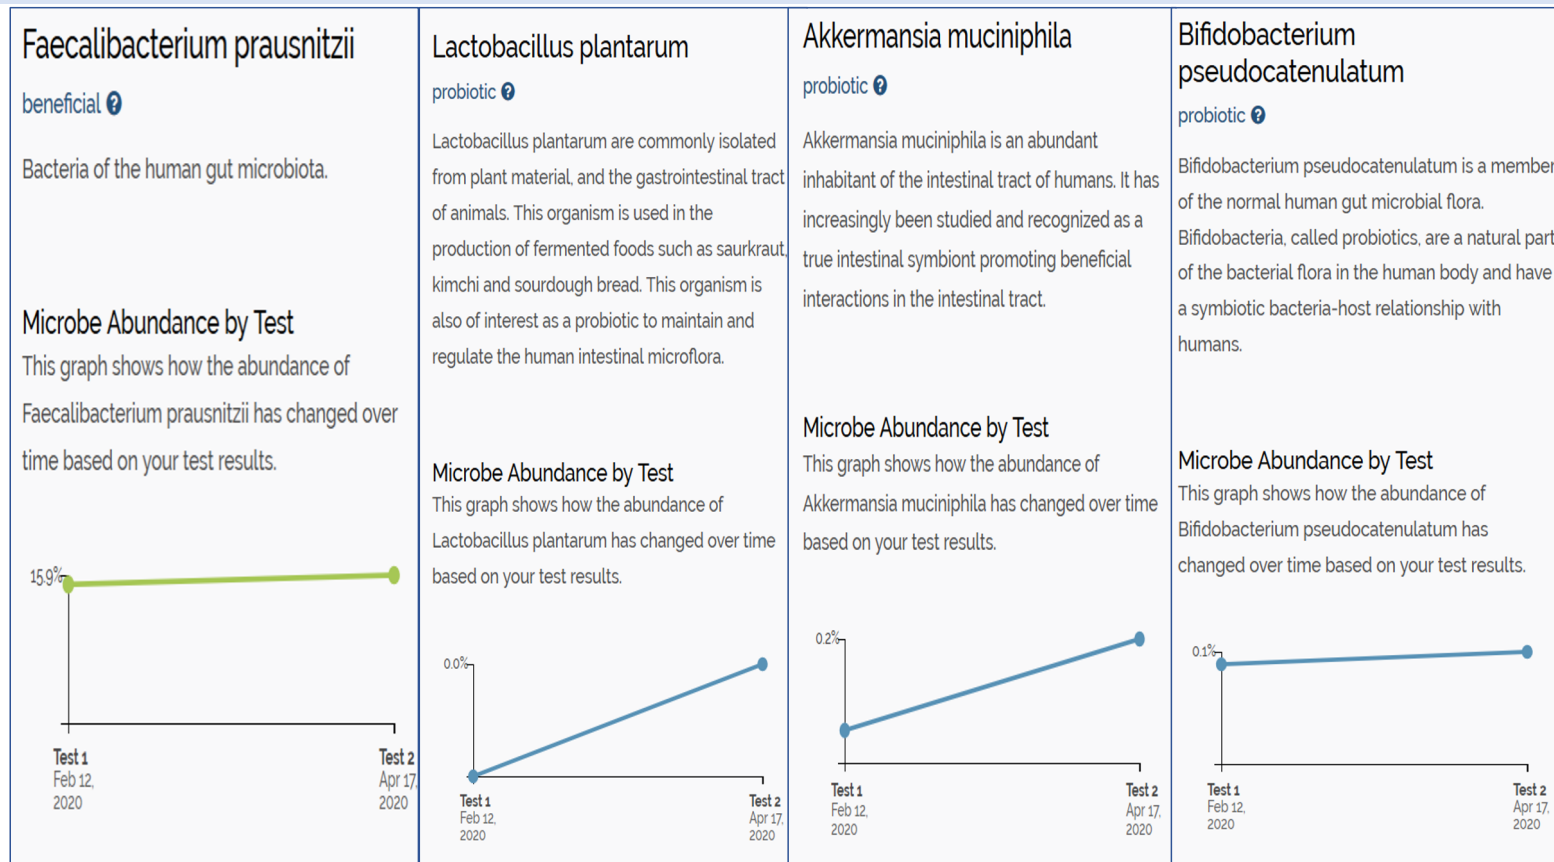 Faecalibacterium prausnitzii
beneficial ?
Bacteria of the human gut microbiota.
Microbe Abundance by Test
This graph shows how the abundance of
Faecalibacterium prausnitzii has changed over
time based on your test results.
15.9%
Test 1
Feb 12,
2020
Test 2
Apr 17,
2020
Lactobacillus plantarum
probiotic ?
Lactobacillus plantarum are commonly isolated
from plant material, and the gastrointestinal tract
of animals. This organism is used in the
production of fermented foods such as saurkraut,
kimchi and sourdough bread. This organism is
also of interest as a probiotic to maintain and
regulate the human intestinal microflora.
Microbe Abundance by Test
This graph shows how the abundance of
Lactobacillus plantarum has changed over time
based on your test results.
0.0%
Test 1
Feb 12,
2020
Test 2
Apr 17,
2020
Akkermansia muciniphila
probiotic ?
Akkermansia muciniphila is an abundant
inhabitant of the intestinal tract of humans. It has
increasingly been studied and recognized as a
true intestinal symbiont promoting beneficial
interactions in the intestinal tract.
Microbe Abundance by Test
This graph shows how the abundance of
Akkermansia muciniphila has changed over time
based on your test results.
0.2%
Test 1
Feb 12,
2020
Test 2
Apr 17,
2020
Bifidobacterium
pseudocatenulatum
probiotic ?
Bifidobacterium pseudocatenulatum is a member
of the normal human gut microbial flora.
Bifidobacteria, called probiotics, are a natural part
of the bacterial flora in the human body and have
a symbiotic bacteria-host relationship with
humans.
Microbe Abundance by Test
This graph shows how the abundance of
Bifidobacterium pseudocatenulatum has
changed over time based on your test results.
0.1%
Test 1
Feb 12,
2020
Test 2
Apr 17,
2020